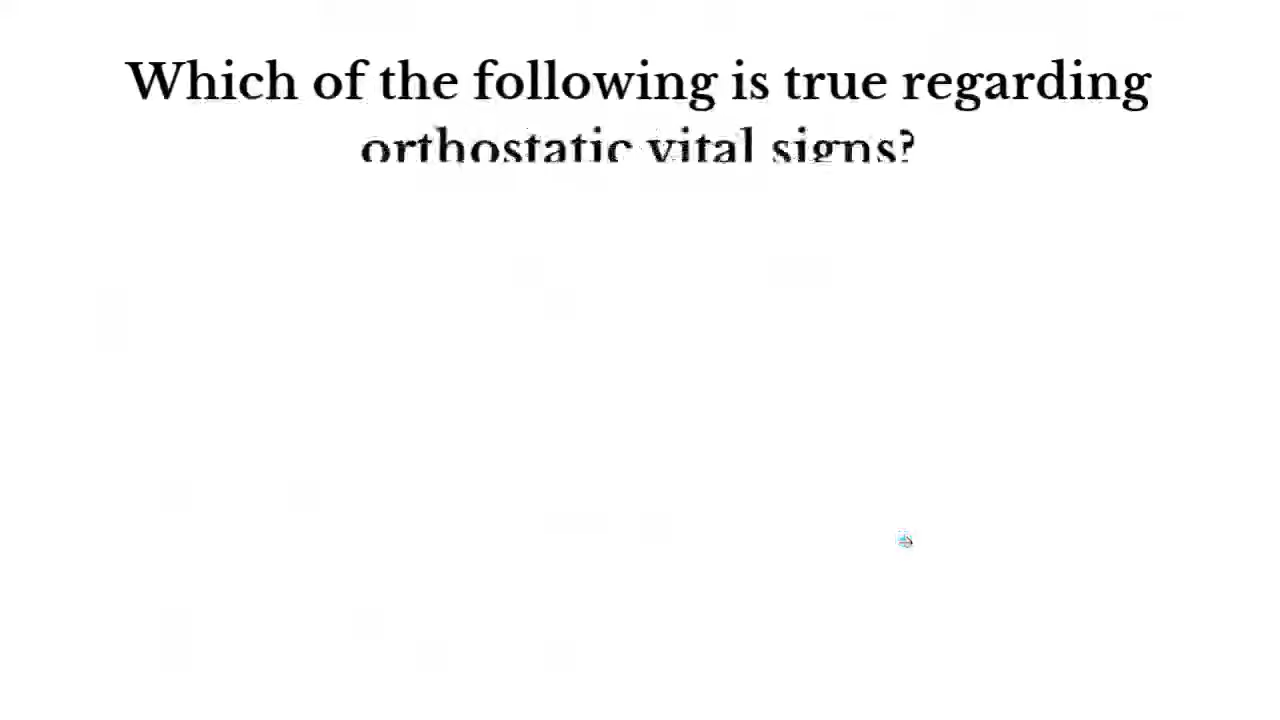 Which of the following is true regarding
orthostatic vital signs?